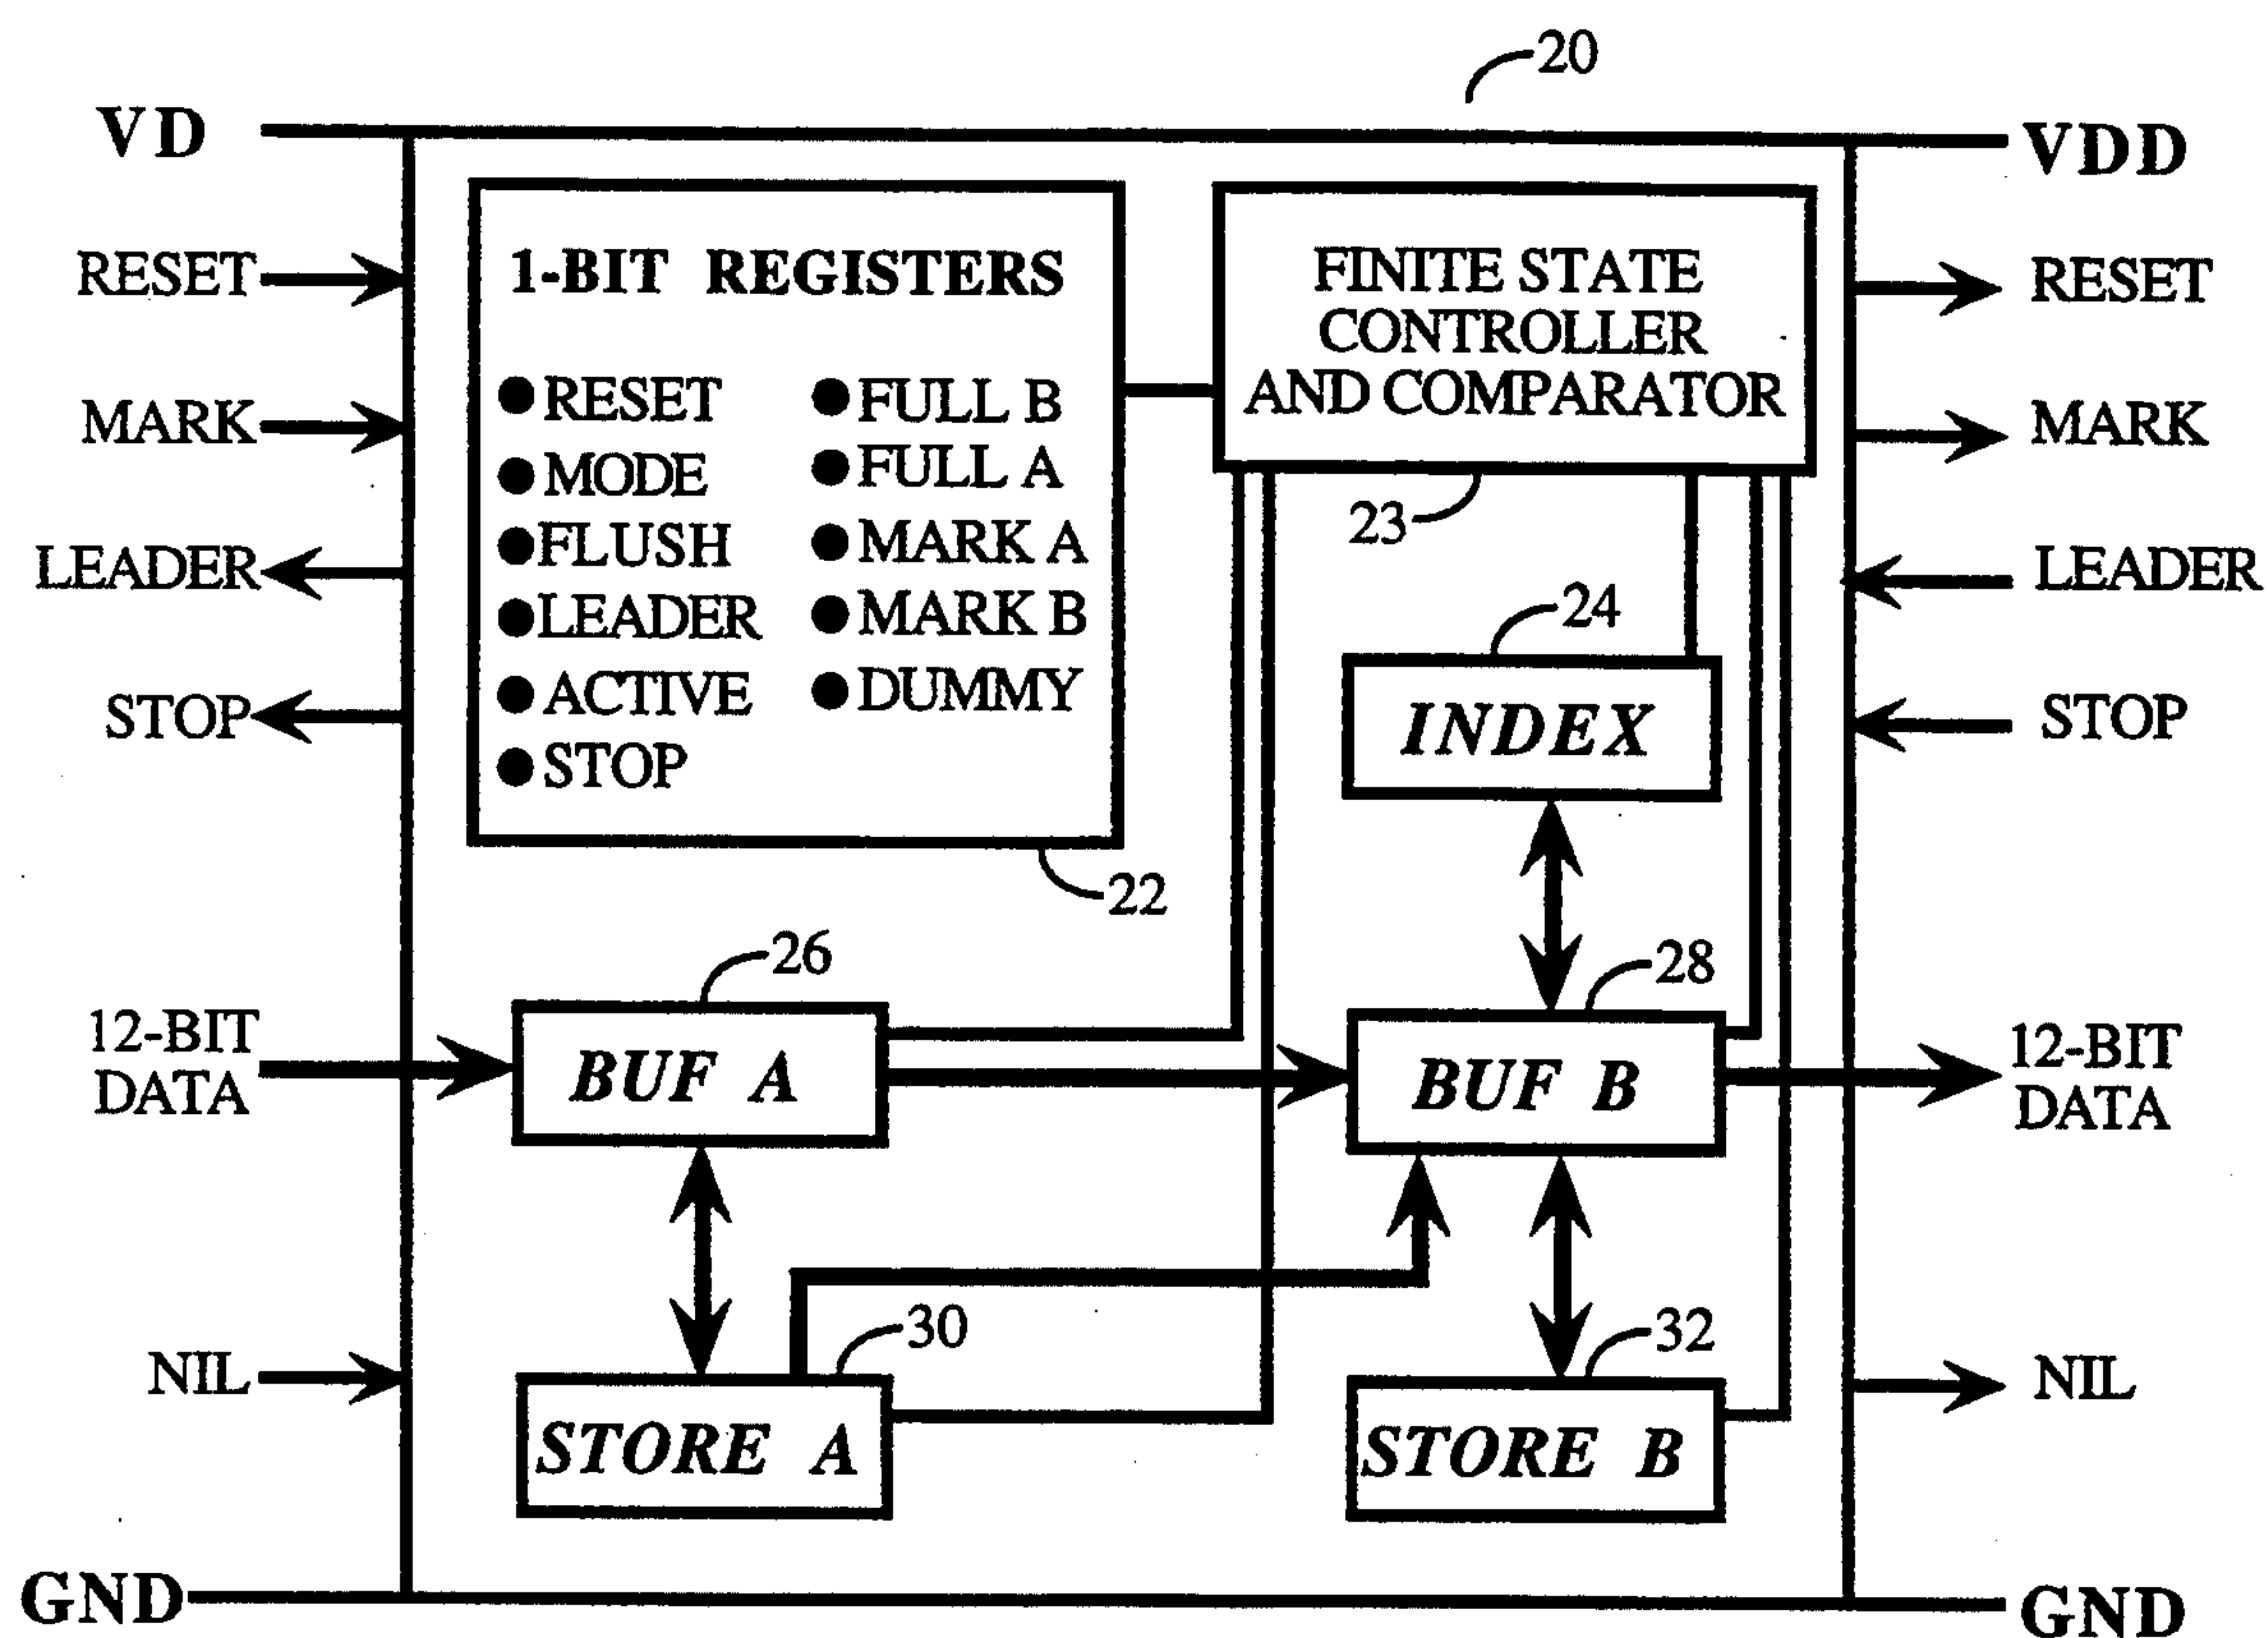 20
VD
VDD
RESET
1-BIT REGISTERS
FINITE STATE
CONTROLLER
AND COMPARATOR
RESET
MARK
RESET
FULL B
MARK
MODE
FULL A
23
LEADER
FLUSH
MARK A
LEADER
LEADER
MARK B
24
STOP
ACTIVE
DUMMY
INDEX
STOP
STOP
22
26
28
12-BIT
DATA
BUF A
BUF B
12-BIT
DATA
30
32
NIL
NIL
STORE A
STORE B
GND
GND